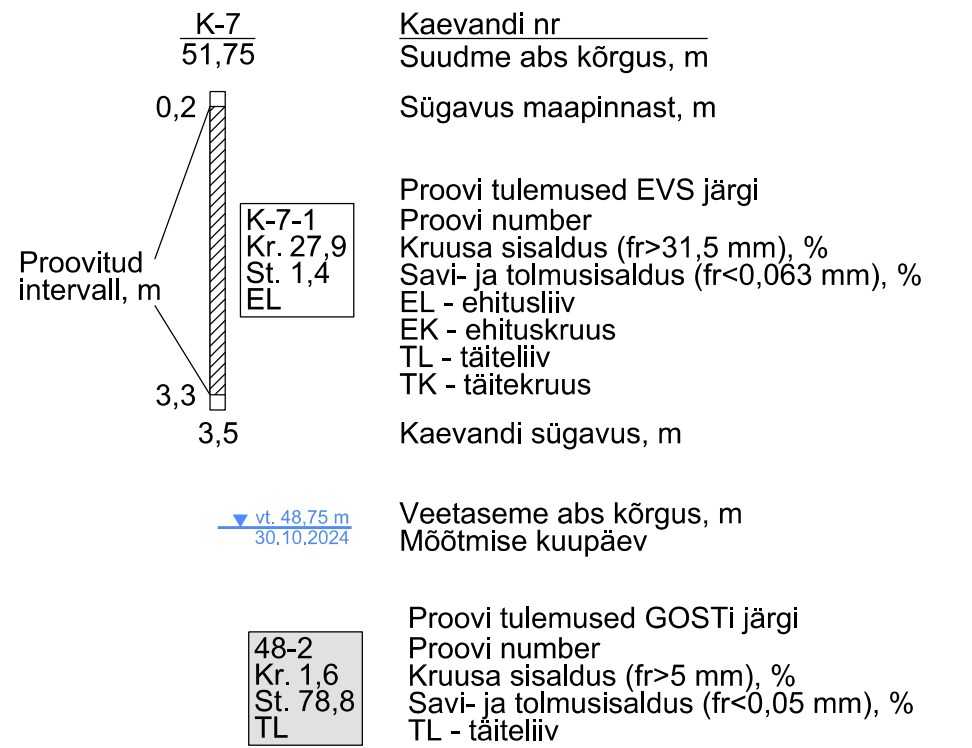 K-7 Kaevandi nr
51,75 Suudme abs kõrgus, m
0,2 Sügavus maapinnast, m
Proovi tulemused EVS järgi
K-7-1 Proovi number
Kr. 27,9 Kruusa sisaldus (fr>31,5 mm), %
St. 1,4 Savi- ja tolmusisaldus (fr<0,063 mm), %
EL EL - ehitusliiv
EK - ehituskruus
TL - täiteliiv
TK - täitekruus
Proovitud
intervall, m
3,3
3,5 Kaevandi sügavus, m
vt. 48,75 m Veetaseme abs kõrgus, m
30,10,2024 Mõõtmise kuupäev
Proovi tulemused GOSTi järgi
48-2 Proovi number
Kr. 1,6 Kruusa sisaldus (fr>5 mm), %
St. 78,8 Savi- ja tolmusisaldus (fr<0,05 mm), %
TL TL - täiteliiv